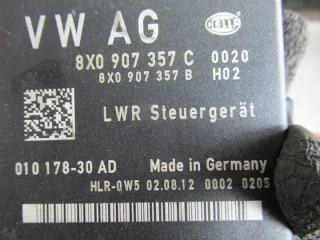 VW AG HELLA
8X0 907 357 C 0020
8X0 907 357 B H02
LWR Steuergerät
010 178-30 AD Made in Germany
HLR-0W5 02.08.12 0002 0205